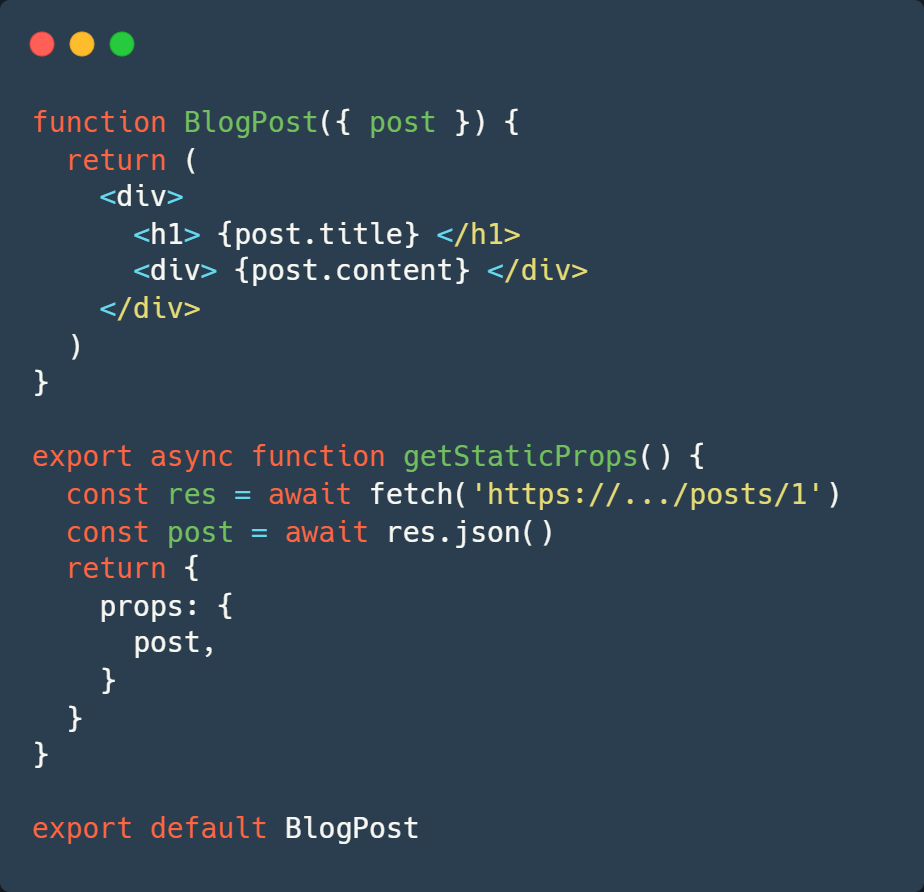 function BlogPost({ post }) {
  return (
    <div>
      <h1> {post.title} </h1>
      <div> {post.content} </div>
    </div>
  )
}

export async function getStaticProps() {
  const res = await fetch('https://.../posts/1')
  const post = await res.json()
  return {
    props: {
      post,
    }
  }
}

export default BlogPost